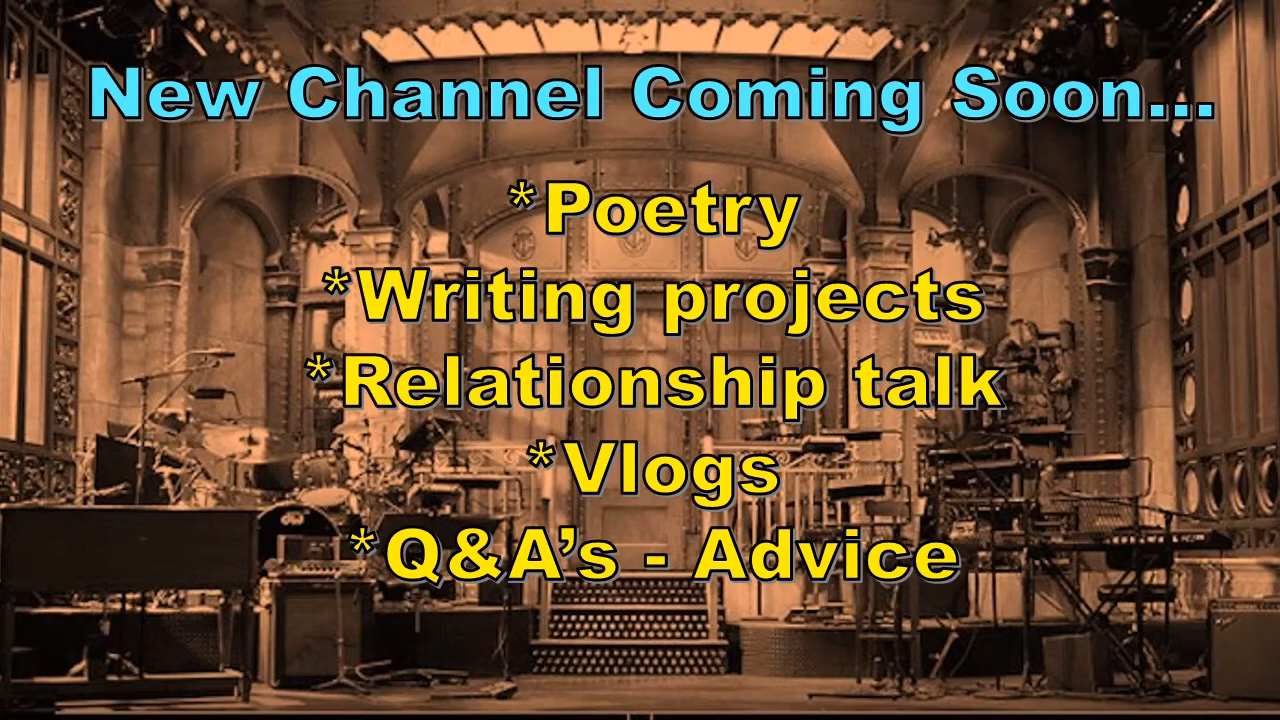 New Channel Coming Soon...
*Poetry
*Writing projects
*Relationship talk
*Vlogs
*Q&A’s - Advice